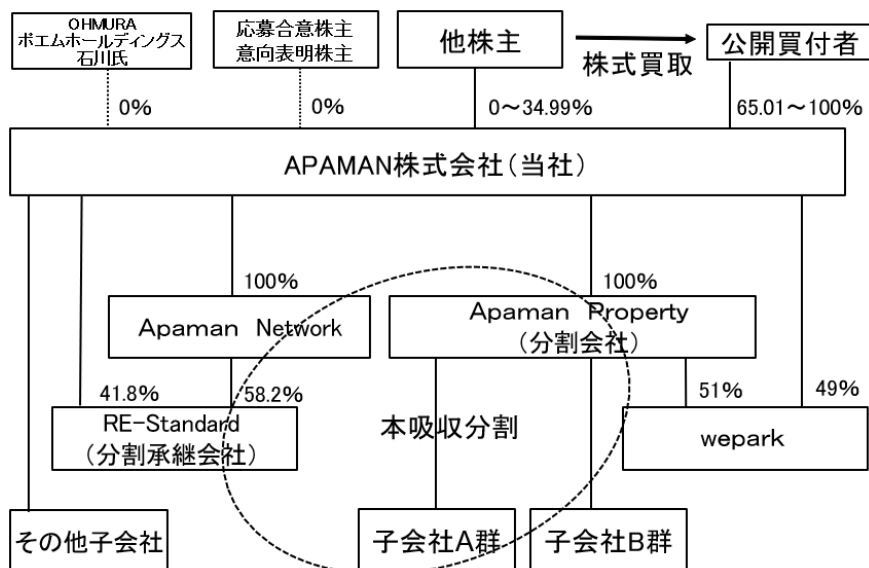 OHMURA
ポエムホールディングス
石川氏
応募合意株主
意向表明株主
他株主
株式買取
公開買付者
0%
0%
0～34.99%
65.01～100%
APAMAN株式会社（当社）
100%
100%
Apaman Network
Apaman Property
（分割会社）
41.8%
58.2%
51%
49%
RE-Standard
（分割承継会社）
本吸収分割
wepark
その他子会社
子会社A群
子会社B群